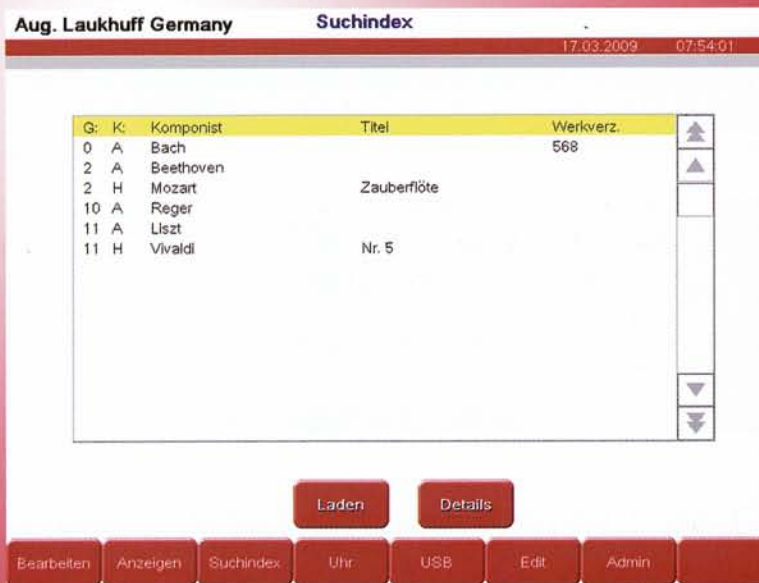 Aug. Laukhuff Germany Suchindex
17.03.2009 07:54:01
G: K: Komponist Titel Werkverz.
0 A Bach 568
2 A Beethoven
2 H Mozart Zauberflöte
10 A Reger
11 A LIszt
11 H Vivaldi Nr. 5
Laden Details
Bearbeiten Anzeigen Suchindex Uhr USB Edit Admin